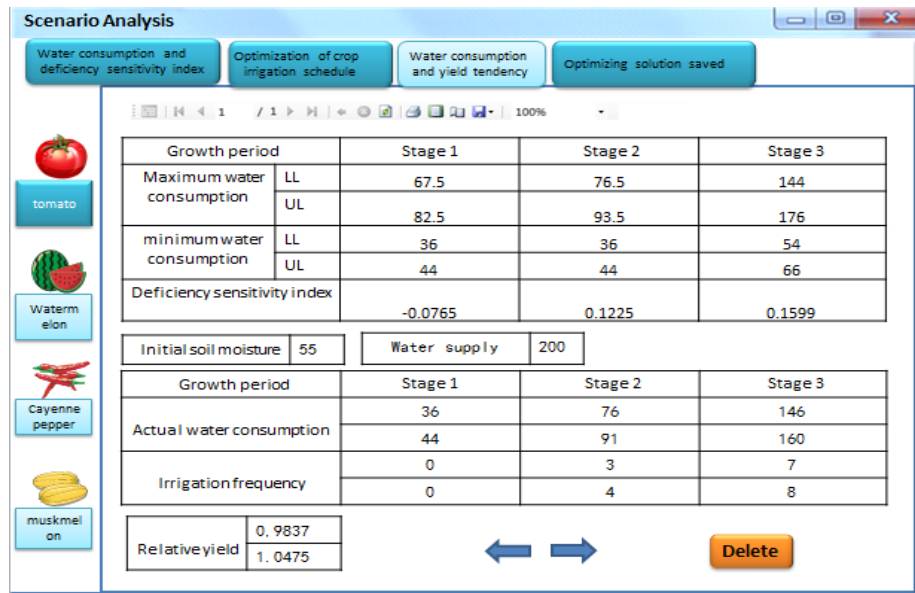 Scenario Analysis
Water consumption and
deficiency sensitivity index
Optimization of crop
irrigation schedule
Water consumption
and yield tendency
Optimizing solution saved
1 / 1 100%
tomato
Waterm
elon
Cayenne
pepper
muskmel
on
Growth period Stage 1 Stage 2 Stage 3
Maximum water
consumption
LL 67.5 76.5 144
UL 82.5 93.5 176
minimum water
consumption
LL 36 36 54
UL 44 44 66
Deficiency sensitivity index
-0.0765 0.1225 0.1599
Initial soil moisture 55 Water supply 200
Growth period Stage 1 Stage 2 Stage 3
Actual water consumption
36 76 146
44 91 160
Irrigation frequency
0 3 7
0 4 8
Relative yield
0.9837
1.0475
Delete